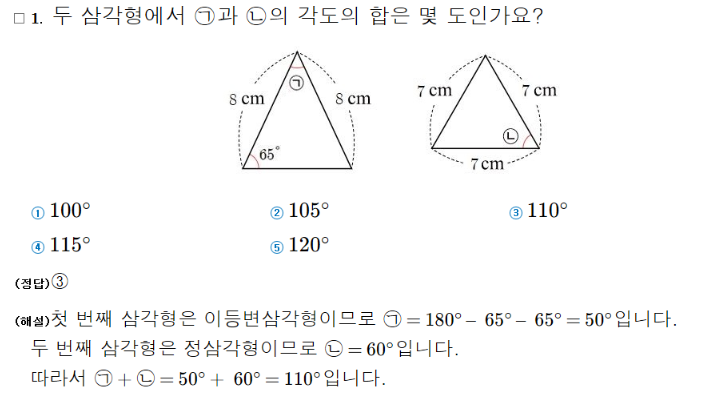 □ 1. 두 삼각형에서 ㉠과 ㉡의 각도의 합은 몇 도인가요?
8 cm ㉠ 8 cm 65°
7 cm 7 cm ㉡ 7 cm
① 100° ② 105° ③ 110°
④ 115° ⑤ 120°
(정답)③
(해설)첫 번째 삼각형은 이등변삼각형이므로 ㉠=180°- 65°- 65°=50°입니다.
두 번째 삼각형은 정삼각형이므로 ㉡=60°입니다.
따라서 ㉠+㉡=50°+ 60°=110°입니다.